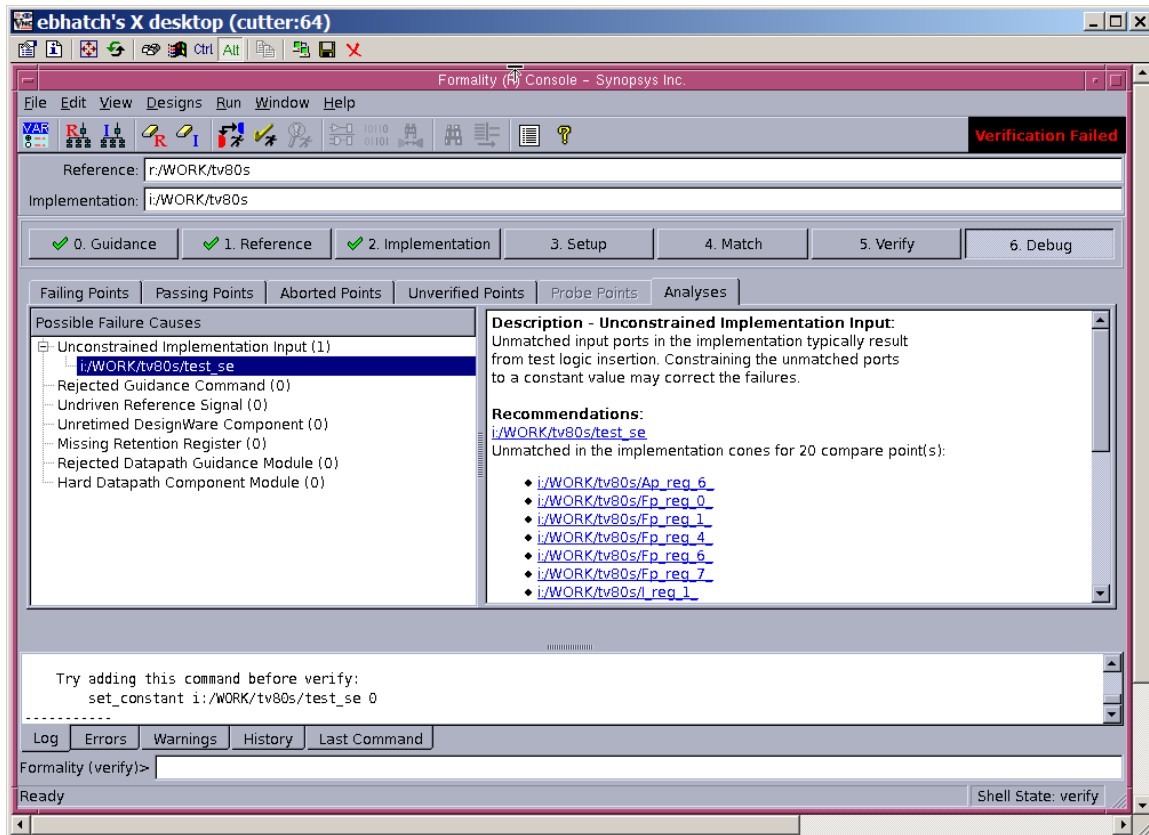 ebhatch's X desktop (cutter:64)
Ctrl Alt
Formality (R) Console - Synopsys Inc.
File Edit View Designs Run Window Help
VAR R I R I 10110 01101 ?
Verification Failed
Reference: r:/WORK/tv80s
Implementation: i:/WORK/tv80s
0. Guidance 1. Reference 2. Implementation 3. Setup 4. Match 5. Verify 6. Debug
Failing Points Passing Points Aborted Points Unverified Points Probe Points Analyses
Possible Failure Causes
Unconstrained Implementation Input (1)
i:/WORK/tv80s/test_se
Rejected Guidance Command (0)
Undriven Reference Signal (0)
Unretimed DesignWare Component (0)
Missing Retention Register (0)
Rejected Datapath Guidance Module (0)
Hard Datapath Component Module (0)
Description - Unconstrained Implementation Input:
Unmatched input ports in the implementation typically result
from test logic insertion. Constraining the unmatched ports
to a constant value may correct the failures.
Recommendations:
i:/WORK/tv80s/test_se
Unmatched in the implementation cones for 20 compare point(s):
i:/WORK/tv80s/Ap_reg_6_
i:/WORK/tv80s/Fp_reg_0_
i:/WORK/tv80s/Fp_reg_1_
i:/WORK/tv80s/Fp_reg_4_
i:/WORK/tv80s/Fp_reg_6_
i:/WORK/tv80s/Fp_reg_7_
i:/WORK/tv80s/I_reg_1_
Try adding this command before verify:
set_constant i:/WORK/tv80s/test_se 0
-----------
Log Errors Warnings History Last Command
Formality (verify)>
Ready
Shell State: verify